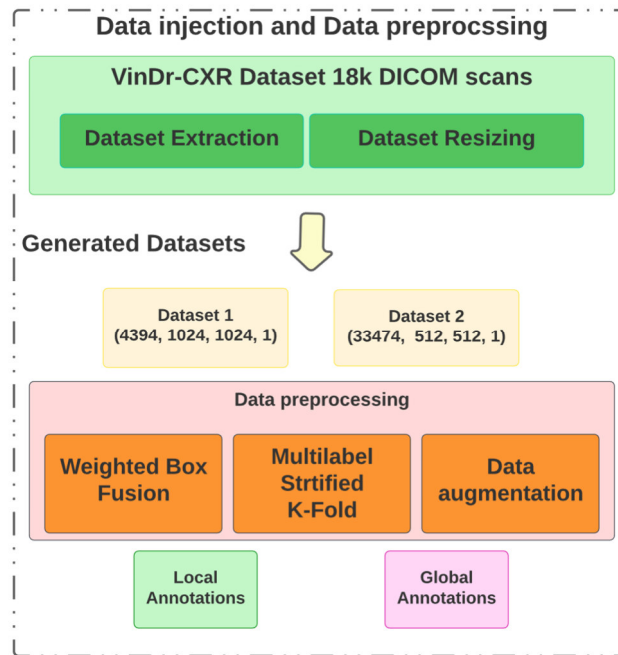 Data injection and Data preprocssing
VinDr-CXR Dataset 18k DICOM scans
Dataset Extraction
Dataset Resizing
Generated Datasets
Dataset 1
(4394, 1024, 1024, 1)
Dataset 2
(33474, 512, 512, 1)
Data preprocessing
Weighted Box
Fusion
Multilabel
Strtified
K-Fold
Data
augmentation
Local
Annotations
Global
Annotations